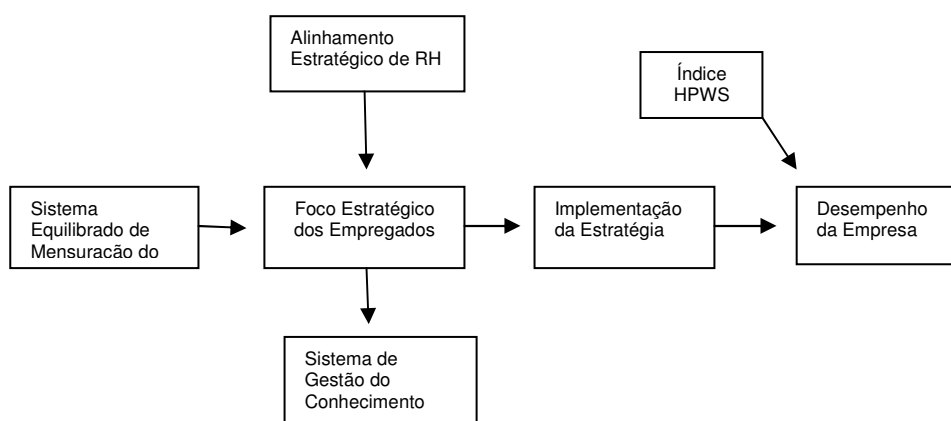 Alinhamento
Estratégico de RH
Índice
HPWS
Sistema
Equilibrado de
Mensuração do
Foco Estratégico
dos Empregados
Implementação
da Estratégia
Desempenho
da Empresa
Sistema de
Gestão do
Conhecimento